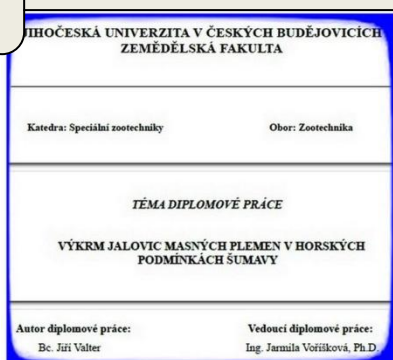 JIHOČESKÁ UNIVERZITA V ČESKÝCH BUDĚJOVICÍCH
ZEMĚDĚLSKÁ FAKULTA
Katedra: Speciální zootechniky Obor: Zootechnika
TÉMA DIPLOMOVÉ PRÁCE
VÝKRM JALOVIC MASNÝCH PLEMEN V HORSKÝCH
PODMÍNKÁCH ŠUMAVY
Autor diplomové práce: Vedoucí diplomové práce:
Bc. Jiří Valter Ing. Jarmila Voříšková, Ph.D.